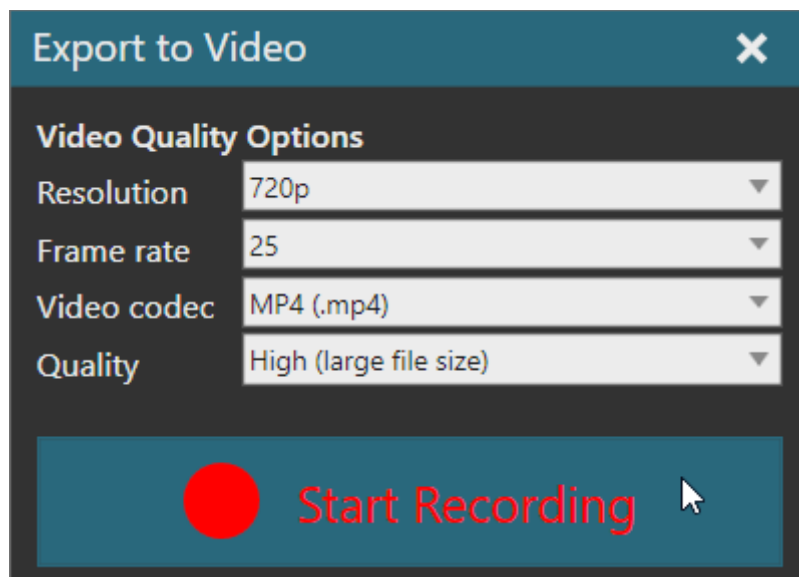 Export to Video
Video Quality Options
Resolution 720p
Frame rate 25
Video codec MP4 (.mp4)
Quality High (large file size)
Start Recording